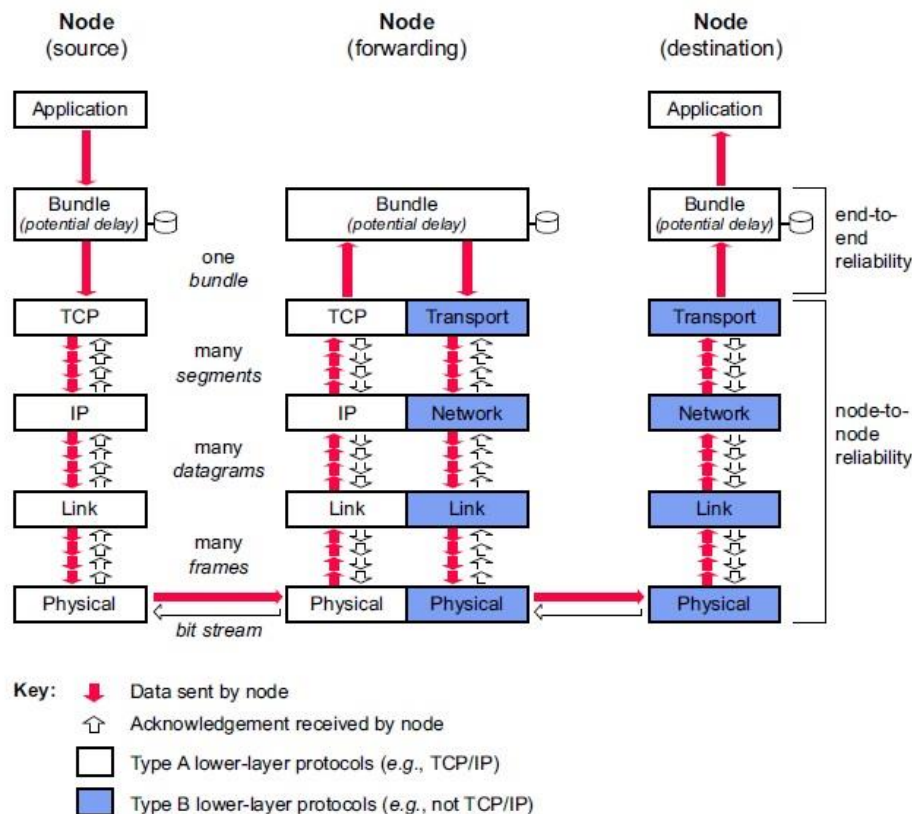 Node
(source)
Node
(forwarding)
Node
(destination)
Application
Application
Bundle
(potential delay)
Bundle
(potential delay)
Bundle
(potential delay)
end-to-
end
reliability
one
bundle
TCP
TCP
Transport
Transport
many
segments
IP
IP
Network
Network
node-to-
node
reliability
many
datagrams
Link
Link
Link
Link
many
frames
Physical
Physical
Physical
Physical
bit stream
Key:
Data sent by node
Acknowledgement received by node
Type A lower-layer protocols (e.g., TCP/IP)
Type B lower-layer protocols (e.g., not TCP/IP)